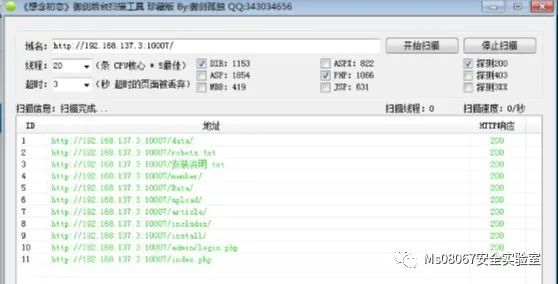 《想念初恋》御剑后台扫描工具 珍藏版 By:御剑孤独 QQ:343034656
域名: http://192.168.137.3:10007/ 开始扫描 停止扫描
线程: 20 (条 CPU核心 * 5最佳) DIR: 1153 ASPX: 822 探测200
ASP: 1854 PHP: 1066 探测403
超时: 3 (秒 超时的页面被丢弃) MDB: 419 JSP: 631 探测3XX
扫描信息: 扫描完成... 扫描线程: 0 扫描速度: 0/秒
ID 地址 HTTP响应
1 http://192.168.137.3:10007/data/ 200
2 http://192.168.137.3:10007/robots.txt 200
3 http://192.168.137.3:10007/安装说明.txt 200
4 http://192.168.137.3:10007/member/ 200
5 http://192.168.137.3:10007/Data/ 200
6 http://192.168.137.3:10007/upload/ 200
7 http://192.168.137.3:10007/article/ 200
8 http://192.168.137.3:10007/includes/ 200
9 http://192.168.137.3:10007/install/ 200
10 http://192.168.137.3:10007/admin/login.php
11 http://192.168.137.3:10007/index.php
Ms08067安全实验室